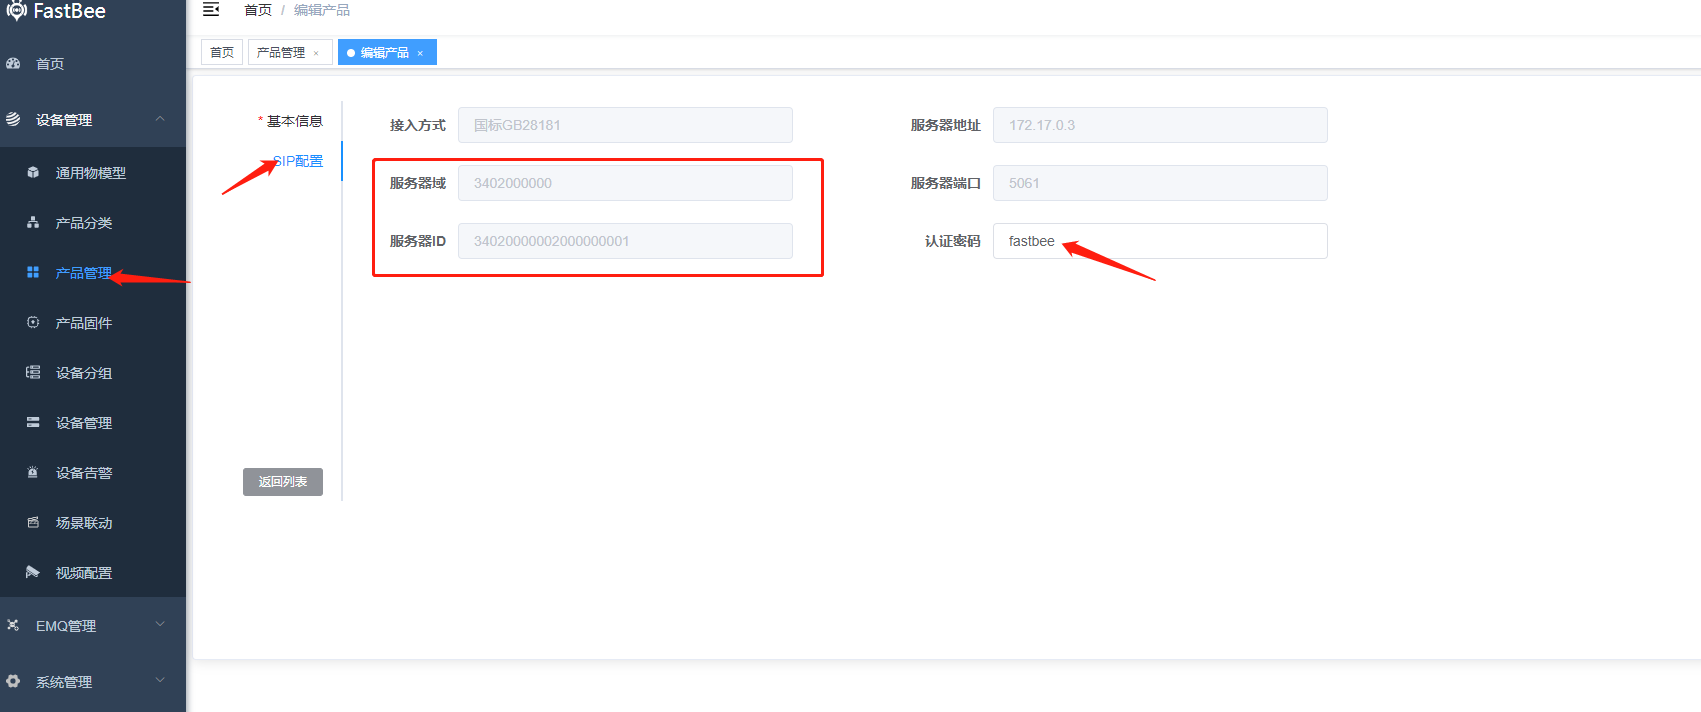 FastBee
首页 / 编辑产品
首页 产品管理 × 编辑产品 ×
首页
设备管理
通用物模型
产品分类
产品管理
产品固件
设备分组
设备管理
设备告警
场景联动
视频配置
EMQ管理
系统管理
* 基本信息
SIP配置
返回列表
接入方式 国标GB28181 服务器地址 172.17.0.3
服务器域 3402000000 服务器端口 5061
服务器ID 34020000002000000001 认证密码 fastbee